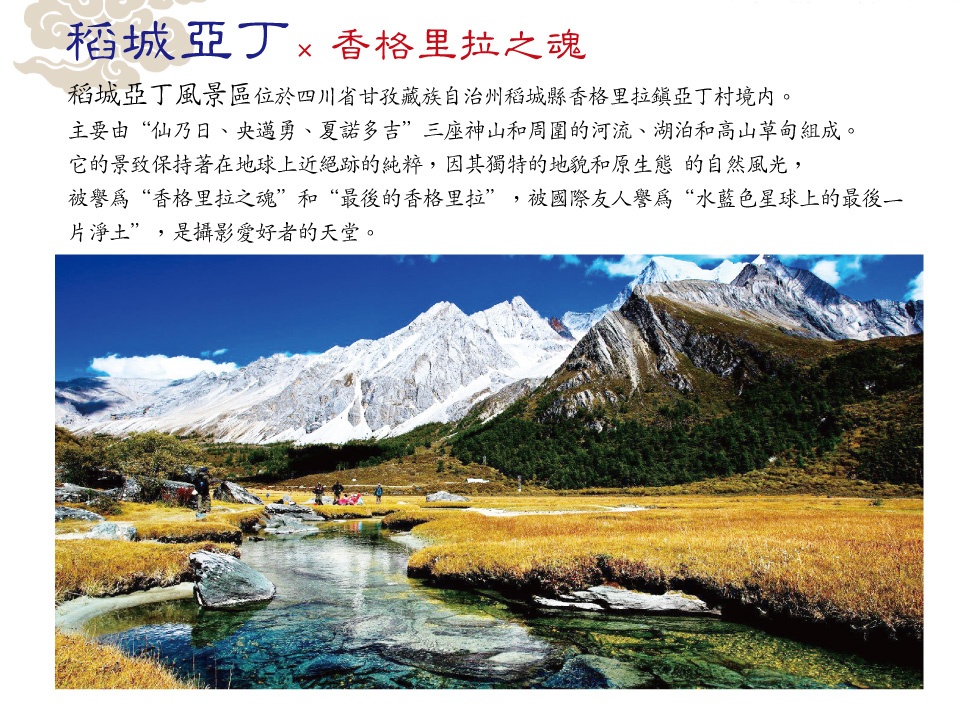 稻城亞丁 × 香格里拉之魂
稻城亞丁風景區位於四川省甘孜藏族自治州稻城縣香格里拉鎮亞丁村境內。
主要由“仙乃日、央邁勇、夏諾多吉”三座神山和周圍的河流、湖泊和高山草甸組成。
它的景致保持著在地球上近絕跡的純粹，因其獨特的地貌和原生態 的自然風光，
被譽爲“香格里拉之魂”和“最後的香格里拉”，被國際友人譽爲“水藍色星球上的最後一
片淨土”，是攝影愛好者的天堂。